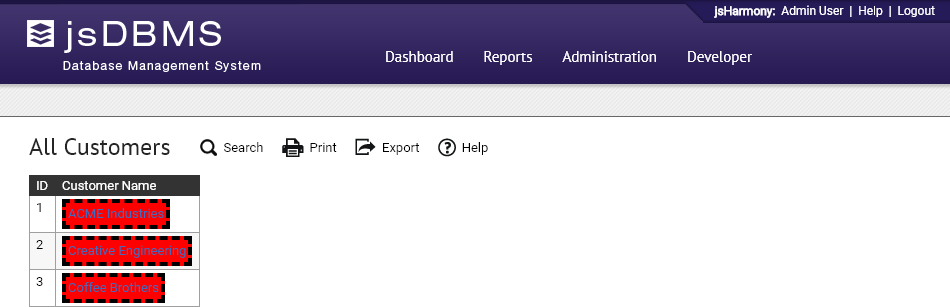 jsHarmony: Admin User | Help | Logout
jsDBMS
Database Management System
Dashboard Reports Administration Developer
All Customers Search Print Export Help
ID Customer Name
1 ACME Industries
2 Creative Engineering
3 Coffee Brothers